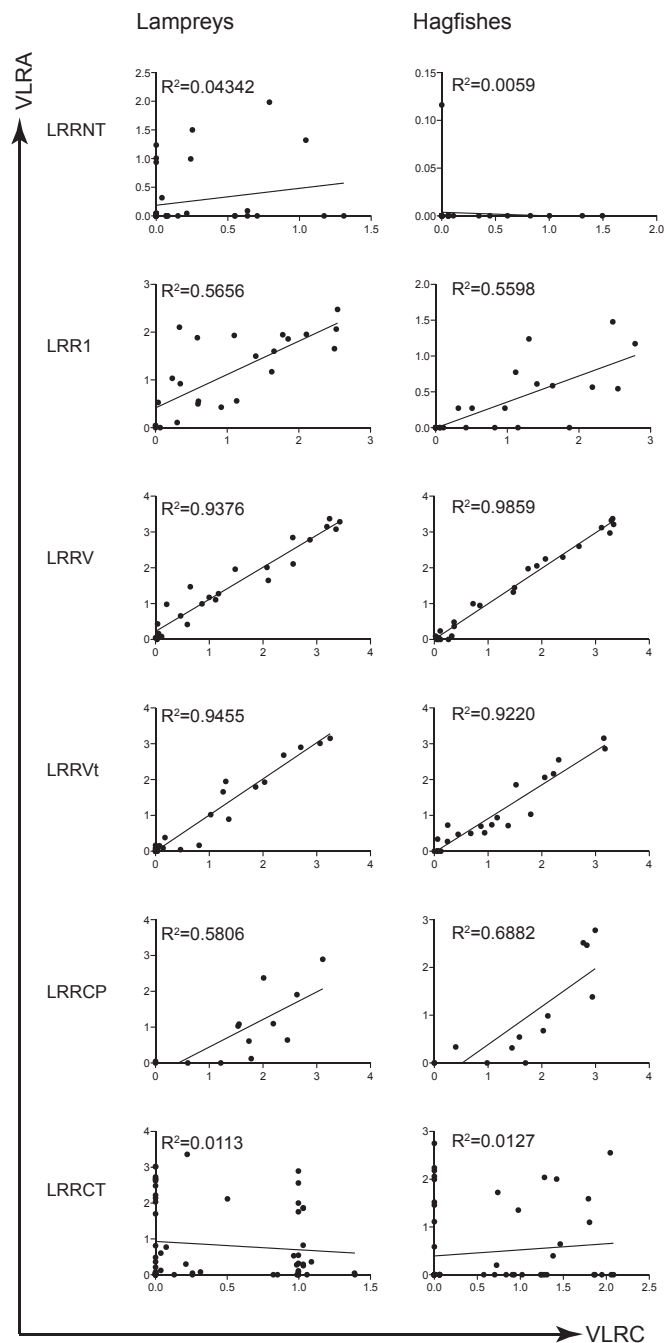 Lampreys Hagfishes
VLRA
LRRNT
R²=0.04342
2.5
2.0
1.5
1.0
0.5
0.0
0.0 0.5 1.0 1.5
R²=0.0059
0.15
0.10
0.05
0.00
0.0 0.5 1.0 1.5 2.0
LRR1
R²=0.5656
3
2
1
0
0 1 2 3
R²=0.5598
2.0
1.5
1.0
0.5
0.0
0 1 2 3
LRRV
R²=0.9376
4
3
2
1
0
0 1 2 3 4
R²=0.9859
4
3
2
1
0
0 1 2 3 4
LRRVt
R²=0.9455
4
3
2
1
0
0 1 2 3 4
R²=0.9220
4
3
2
1
0
0 1 2 3 4
LRRCP
R²=0.5806
4
3
2
1
0
0 1 2 3 4
R²=0.6882
3
2
1
0
0 1 2 3 4
LRRCT
R²=0.0113
4
3
2
1
0
0.0 0.5 1.0 1.5
R²=0.0127
3
2
1
0
0.0 0.5 1.0 1.5 2.0 2.5
VLRC